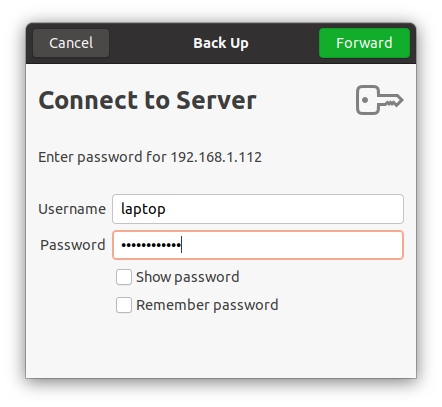 Cancel Back Up Forward
Connect to Server
Enter password for 192.168.1.112
Username laptop
Password ••••••••••••
Show password
Remember password